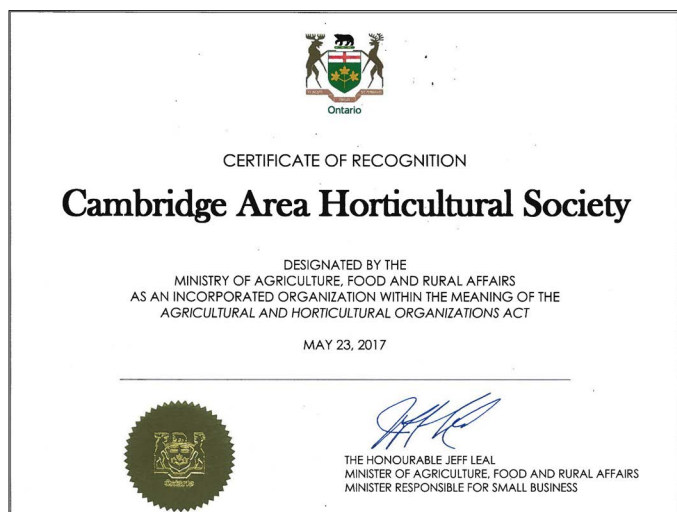 Ontario
CERTIFICATE OF RECOGNITION
Cambridge Area Horticultural Society
DESIGNATED BY THE
MINISTRY OF AGRICULTURE, FOOD AND RURAL AFFAIRS
AS AN INCORPORATED ORGANIZATION WITHIN THE MEANING OF THE
AGRICULTURAL AND HORTICULTURAL ORGANIZATIONS ACT
MAY 23, 2017
THE HONOURABLE JEFF LEAL
MINISTER OF AGRICULTURE, FOOD AND RURAL AFFAIRS
MINISTER RESPONSIBLE FOR SMALL BUSINESS
Ontario